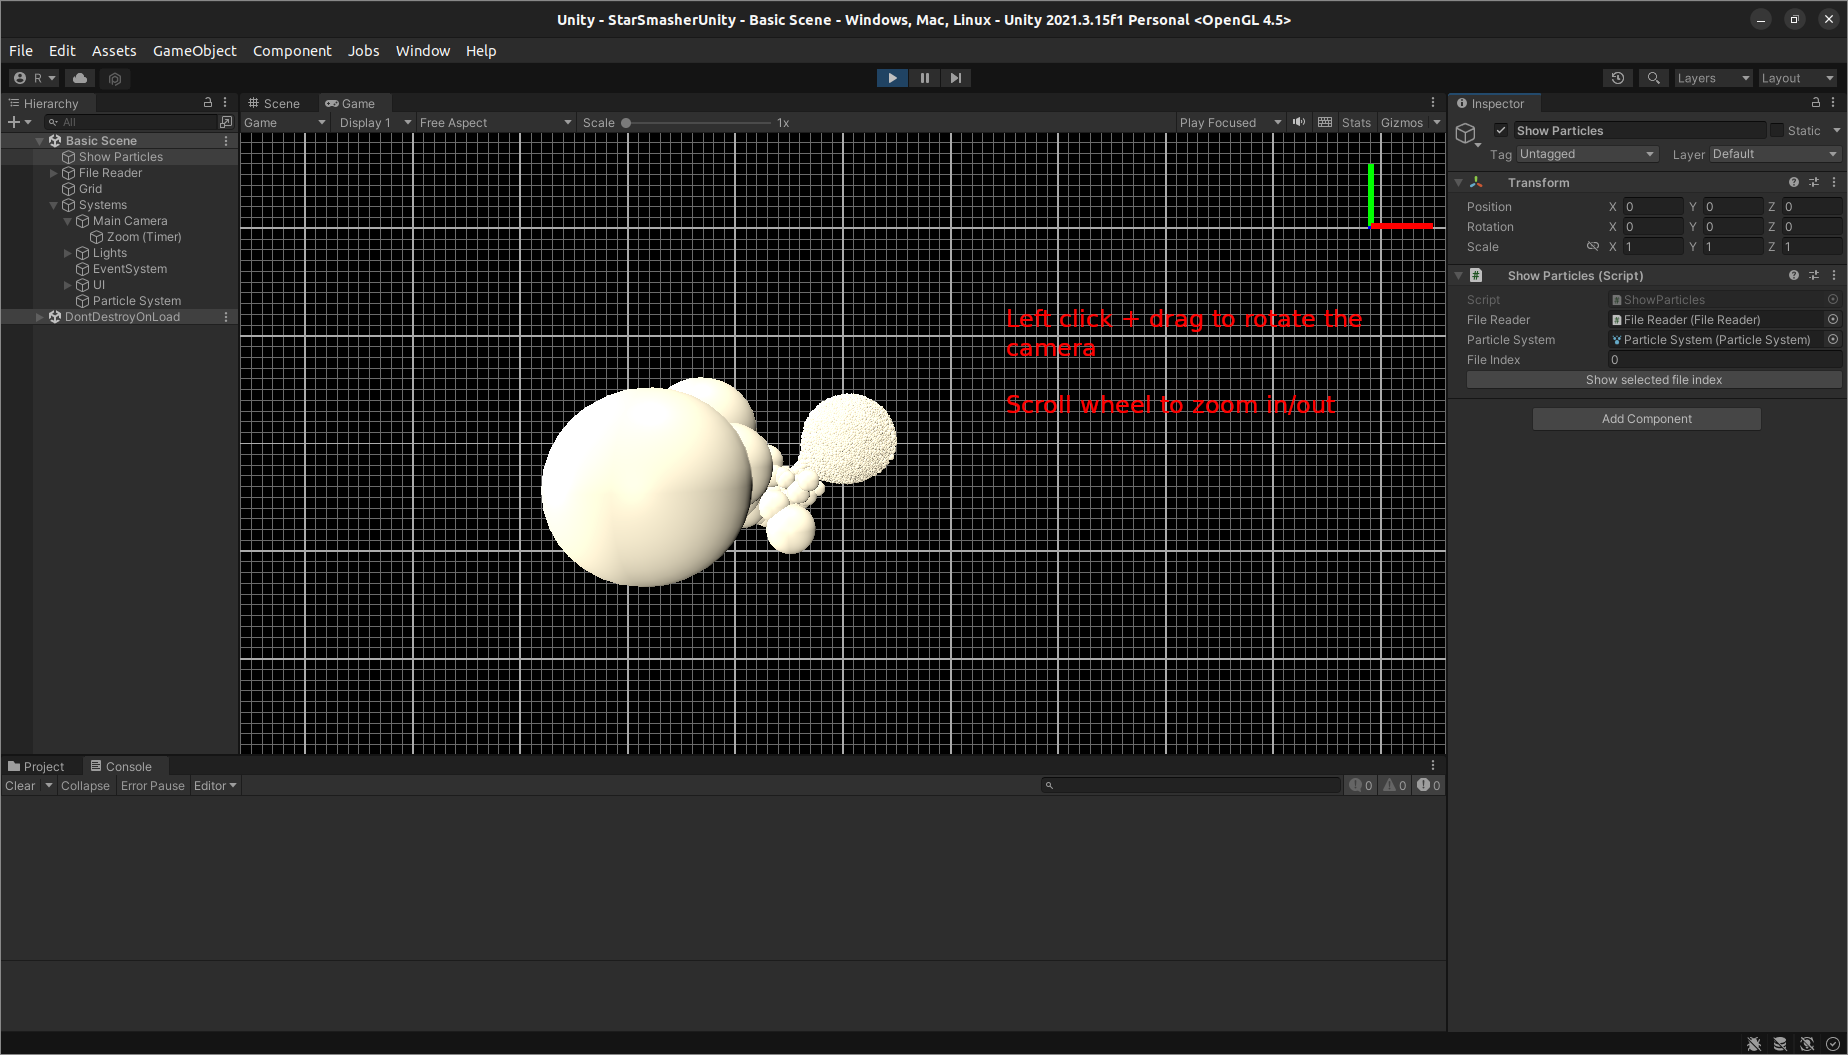 Unity - StarSmasherUnity - Basic Scene - Windows, Mac, Linux - Unity 2021.3.15f1 Personal <OpenGL 4.5>
File Edit Assets GameObject Component Jobs Window Help
R Layers Layout
Hierarchy
All
Basic Scene
Show Particles
File Reader
Grid
Systems
Main Camera
Zoom (Timer)
Lights
EventSystem
UI
Particle System
DontDestroyOnLoad
Scene Game
Game Display 1 Free Aspect Scale 1x Play Focused Stats Gizmos
Left click + drag to rotate the
camera
Scroll wheel to zoom in/out
Inspector
Show Particles Static
Tag Untagged Layer Default
Transform
Position X 0 Y 0 Z 0
Rotation X 0 Y 0 Z 0
Scale X 1 Y 1 Z 1
Show Particles (Script)
Script ShowParticles
File Reader File Reader (File Reader)
Particle System Particle System (Particle System)
File Index 0
Show selected file index
Add Component
Project Console
Clear Collapse Error Pause Editor 0 0 0